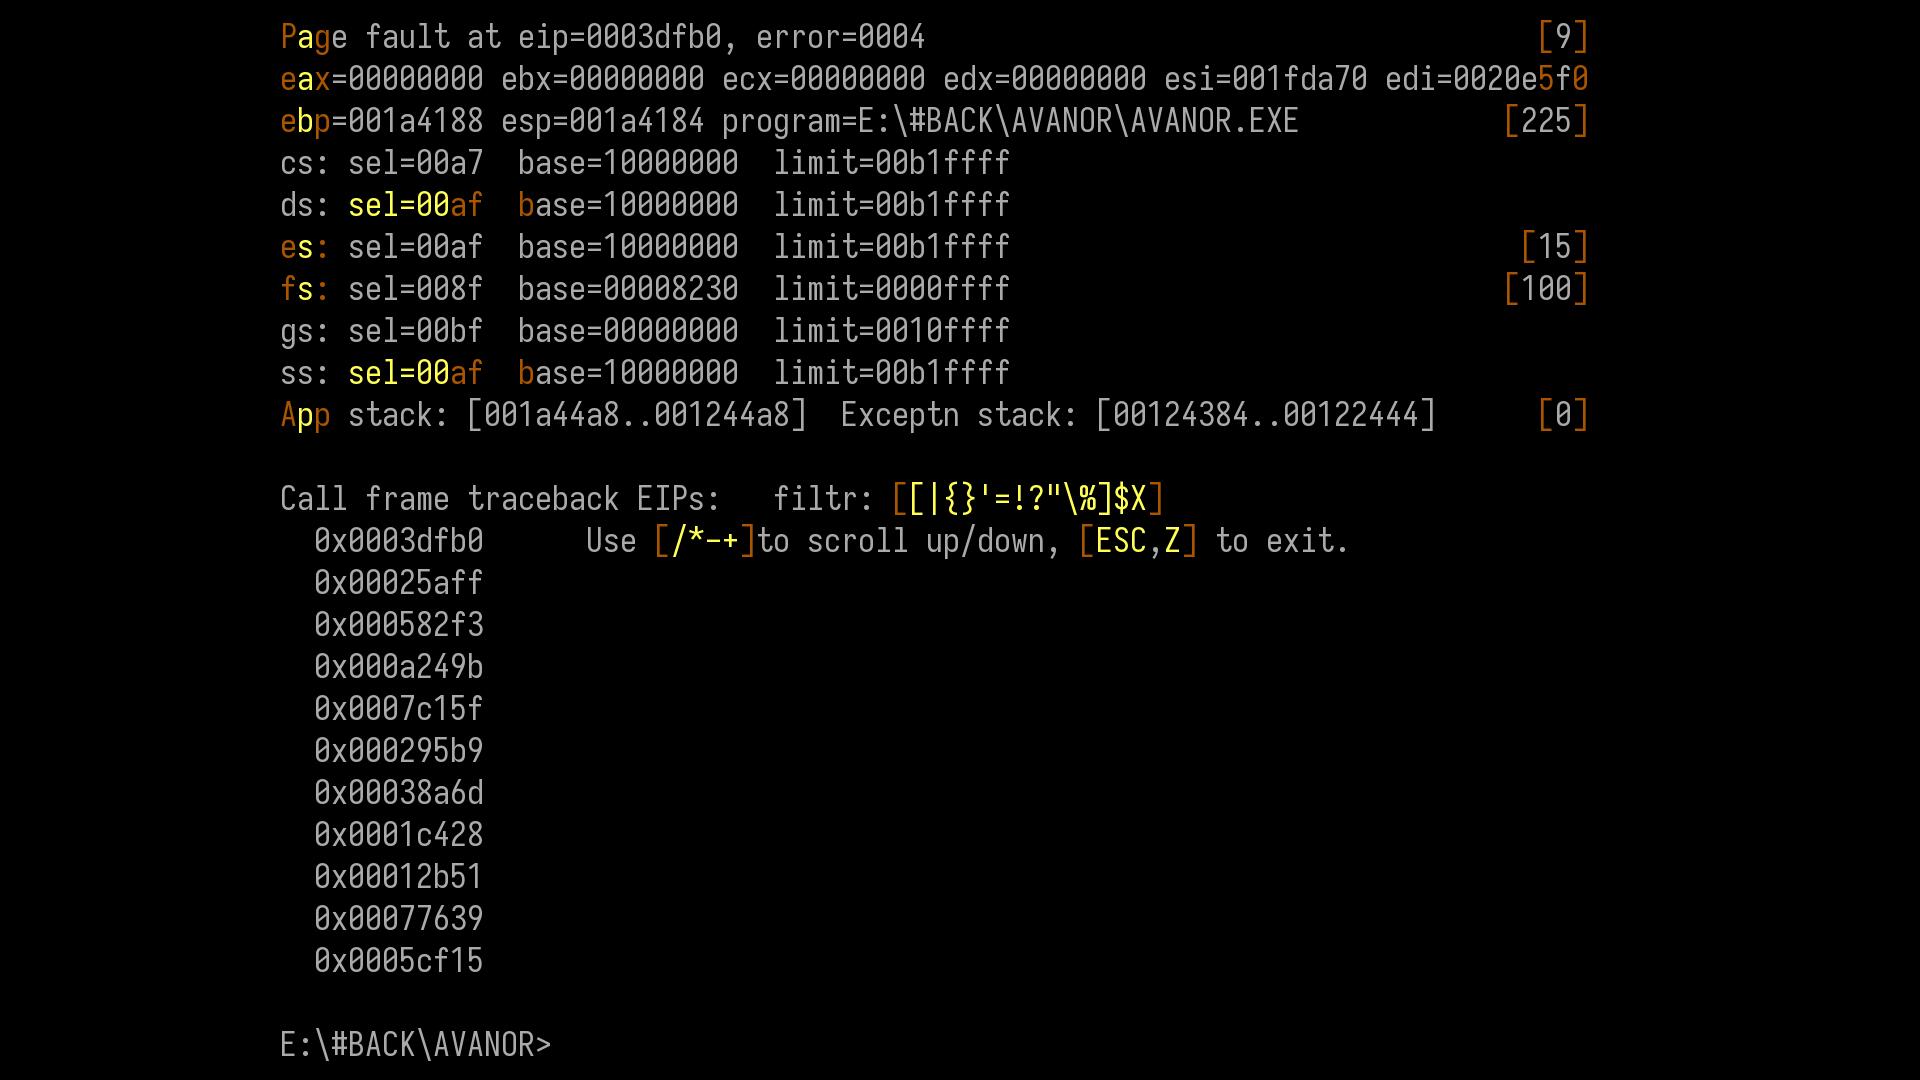 Page fault at eip=0003dfb0, error=0004 [9]
eax=00000000 ebx=00000000 ecx=00000000 edx=00000000 esi=001fda70 edi=0020e5f0
ebp=001a4188 esp=001a4184 program=E:\#BACK\AVANOR\AVANOR.EXE [225]
cs: sel=00a7  base=10000000  limit=00b1ffff
ds: sel=00af  base=10000000  limit=00b1ffff
es: sel=00af  base=10000000  limit=00b1ffff [15]
fs: sel=008f  base=00008230  limit=0000ffff [100]
gs: sel=00bf  base=00000000  limit=0010ffff
ss: sel=00af  base=10000000  limit=00b1ffff
App stack: [001a44a8..001244a8]  Exceptn stack: [00124384..00122444] [0]
Call frame traceback EIPs:   filtr: [[|{}'=!?"\%]$X]
0x0003dfb0      Use [/*-+]to scroll up/down, [ESC,Z] to exit.
0x00025aff
0x000582f3
0x000a249b
0x0007c15f
0x000295b9
0x00038a6d
0x0001c428
0x00012b51
0x00077639
0x0005cf15
E:\#BACK\AVANOR>